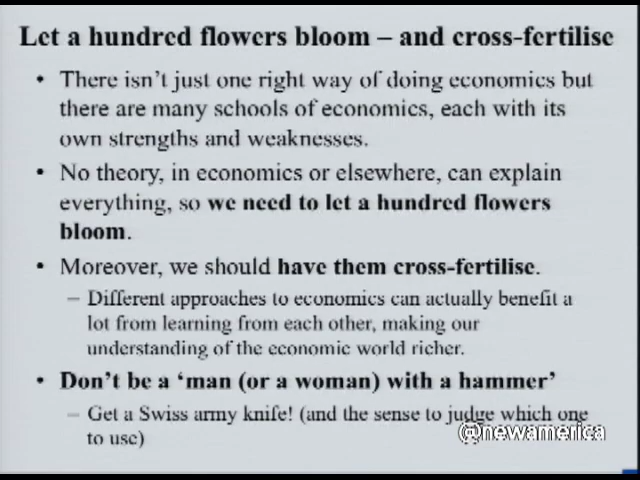 Let a hundred flowers bloom – and cross-fertilise
• There isn't just one right way of doing economics but
there are many schools of economics, each with its
own strengths and weaknesses.
• No theory, in economics or elsewhere, can explain
everything, so we need to let a hundred flowers
bloom.
• Moreover, we should have them cross-fertilise.
– Different approaches to economics can actually benefit a
lot from learning from each other, making our
understanding of the economic world richer.
• Don't be a 'man (or a woman) with a hammer'
– Get a Swiss army knife! (and the sense to judge which one
to use)
@newamerica